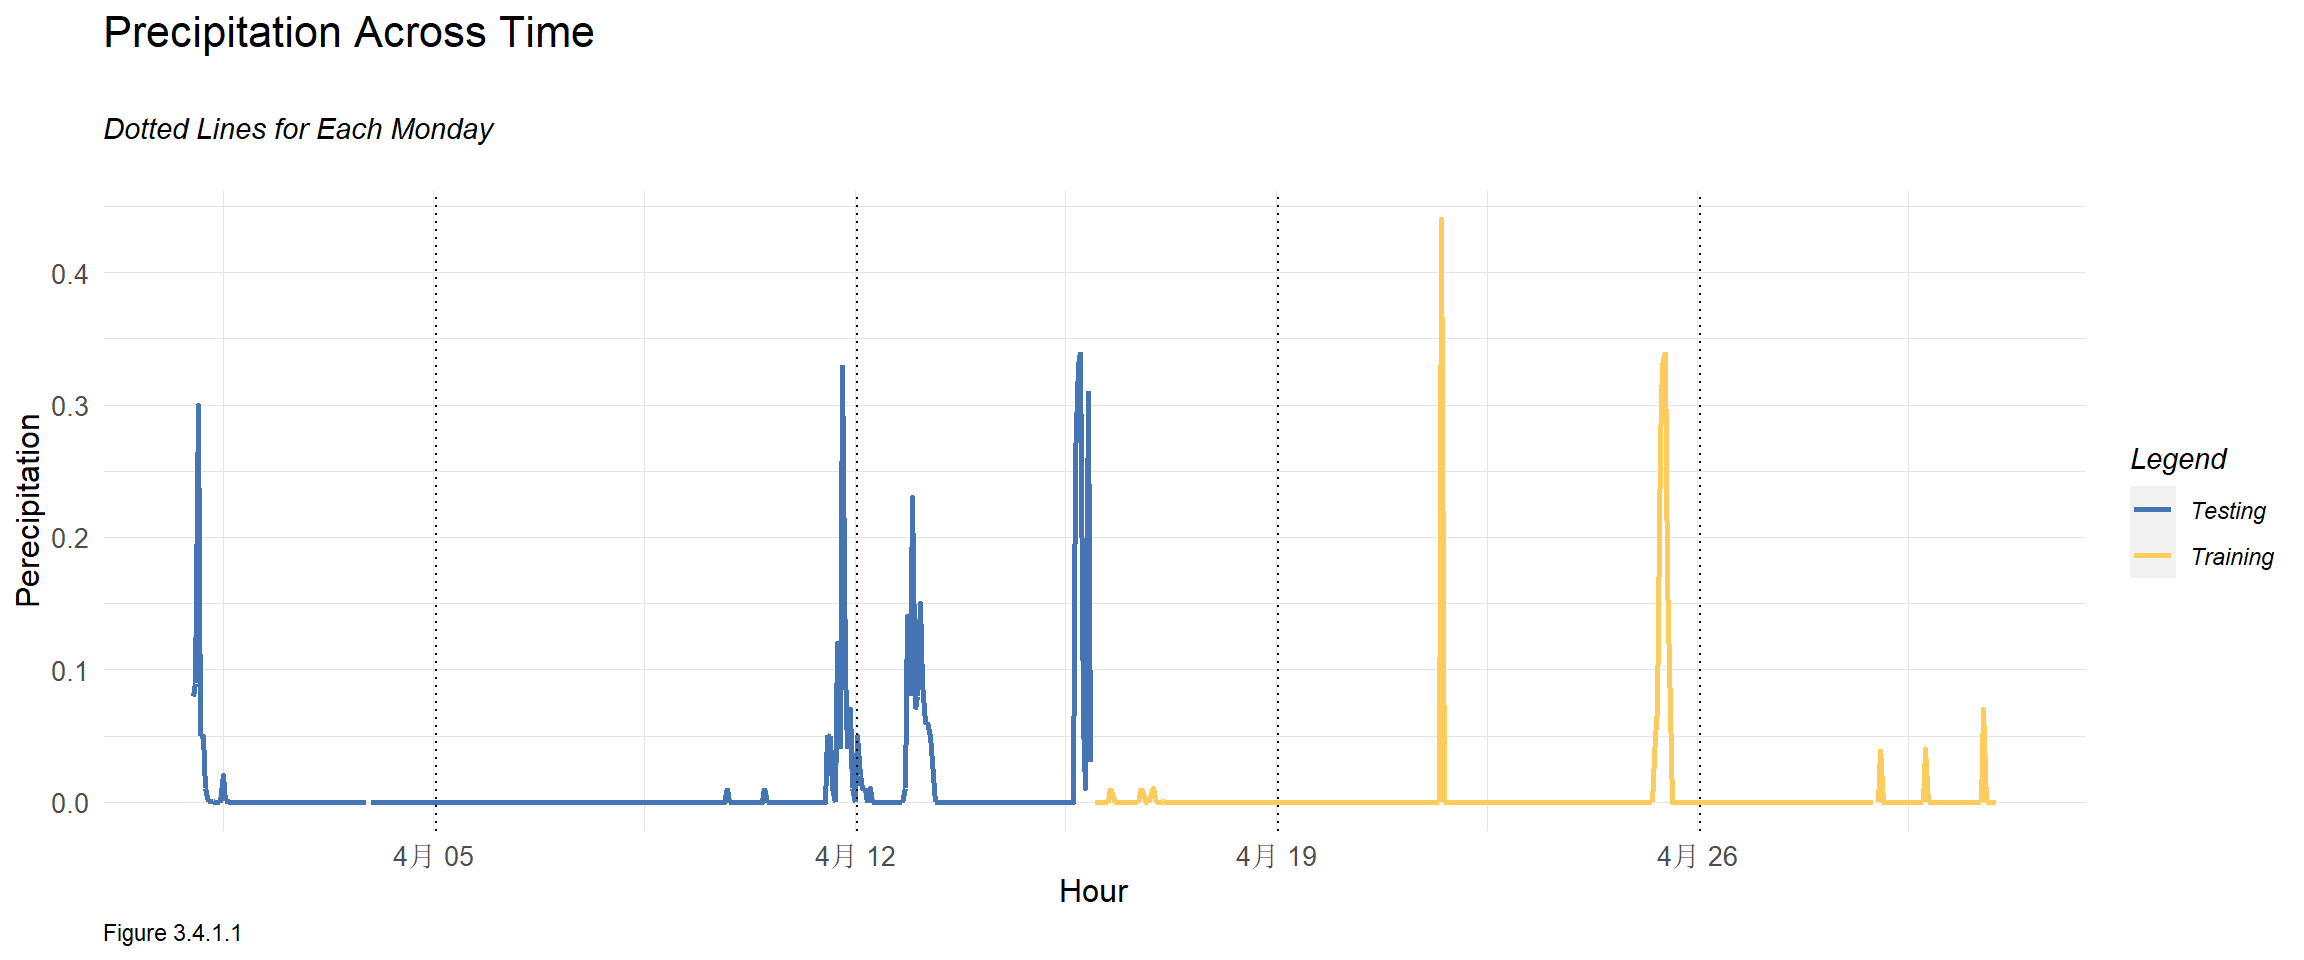 Precipitation Across Time
Dotted Lines for Each Monday
Perecipitation
0.4
0.3
0.2
0.1
0.0
4月 05
4月 12
4月 19
4月 26
Hour
Legend
Testing
Training
Figure 3.4.1.1